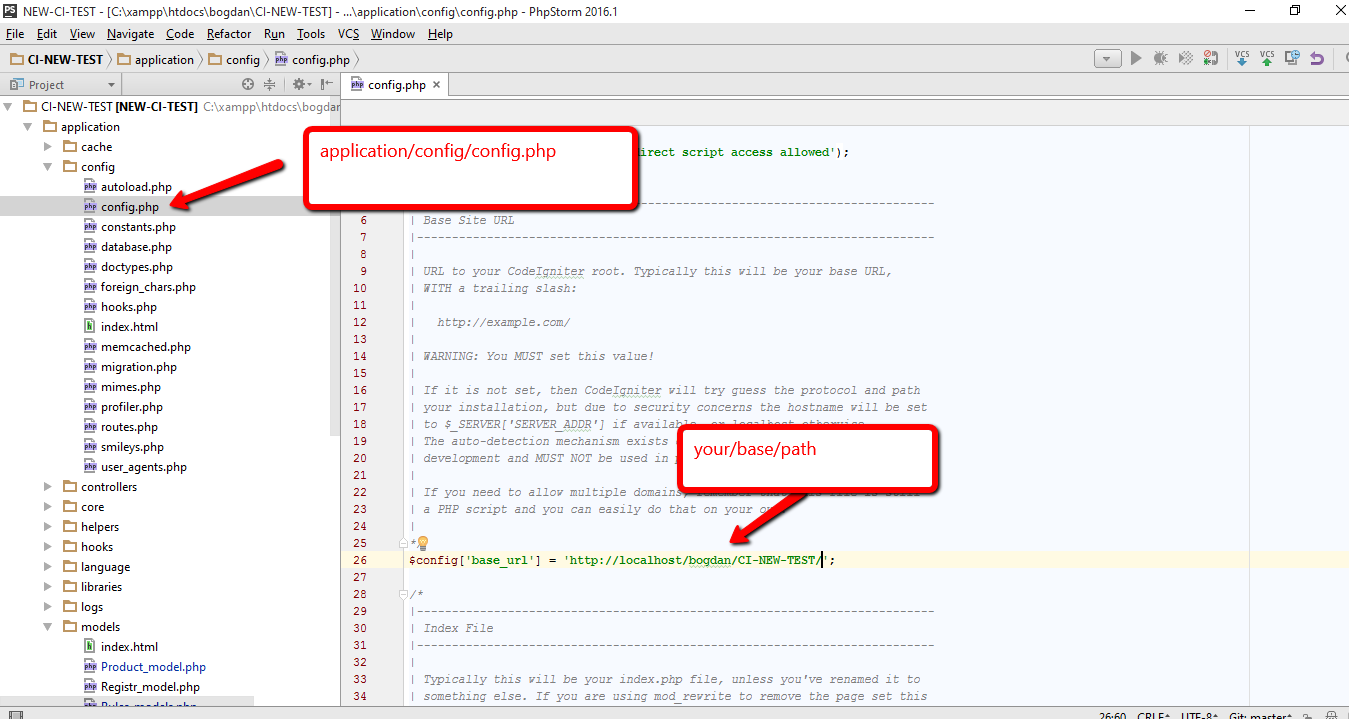 NEW-CI-TEST - [C:\xampp\htdocs\bogdan\CI-NEW-TEST] - ...\application\config\config.php - PhpStorm 2016.1
File Edit View Navigate Code Refactor Run Tools VCS Window Help
CI-NEW-TEST application config config.php
Project
config.php
CI-NEW-TEST [NEW-CI-TEST] C:\xampp\htdocs\bogdan
application
cache
config
autoload.php
config.php
constants.php
database.php
doctypes.php
foreign_chars.php
hooks.php
index.html
memcached.php
migration.php
mimes.php
profiler.php
routes.php
smileys.php
user_agents.php
controllers
core
helpers
hooks
language
libraries
logs
models
index.html
Product_model.php
Registr_model.php
application/config/config.php
direct script access allowed');
6 | Base Site URL
7 |--------------------------------------------------------------------------
8 |
9 | URL to your CodeIgniter root. Typically this will be your base URL,
10 | WITH a trailing slash:
11 |
12 | http://example.com/
13 |
14 | WARNING: You MUST set this value!
15 |
16 | If it is not set, then CodeIgniter will try guess the protocol and path
17 | your installation, but due to security concerns the hostname will be set
18 | to $_SERVER['SERVER_ADDR'] if available, or localhost otherwise.
19 | The auto-detection mechanism exists
20 | development and MUST NOT be used in
21 |
22 | If you need to allow multiple domains,
23 | a PHP script and you can easily do that on your
24 |
25 */
your/base/path
26 $config['base_url'] = 'http://localhost/bogdan/CI-NEW-TEST/';
27
28 /*
29 |--------------------------------------------------------------------------
30 | Index File
31 |--------------------------------------------------------------------------
32 |
33 | Typically this will be your index.php file, unless you've renamed it to
34 | something else. If you are using mod_rewrite to remove the page set this
26:60 CRLF UTF-8 Git: master